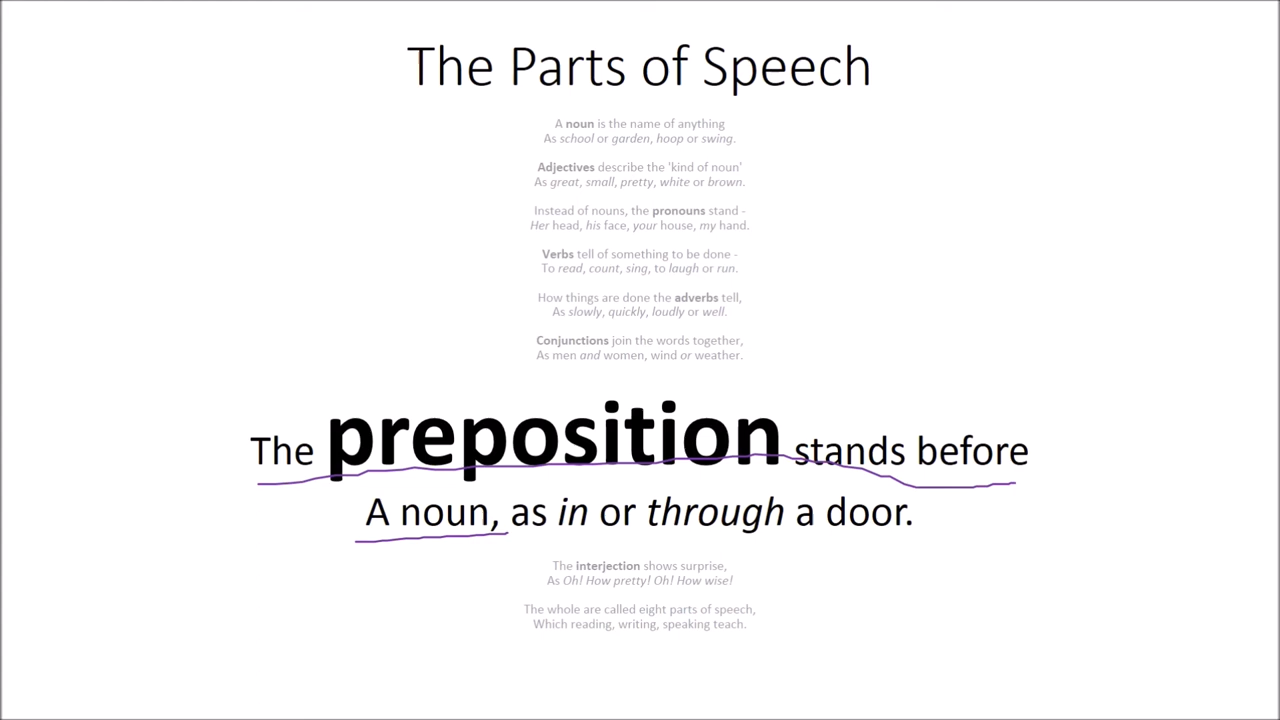 The Parts of Speech
A noun is the name of anything
As school or garden, hoop or swing.
Adjectives describe the 'kind of noun'
As great, small, pretty, white or brown.
Instead of nouns, the pronouns stand -
Her head, his face, your house, my hand.
Verbs tell of something to be done -
To read, count, sing, to laugh or run.
How things are done the adverbs tell,
As slowly, quickly, loudly or well.
Conjunctions join the words together,
As men and women, wind or weather.
The preposition stands before
A noun, as in or through a door.
The interjection shows surprise,
As Oh! How pretty! Oh! How wise!
The whole are called eight parts of speech,
Which reading, writing, speaking teach.